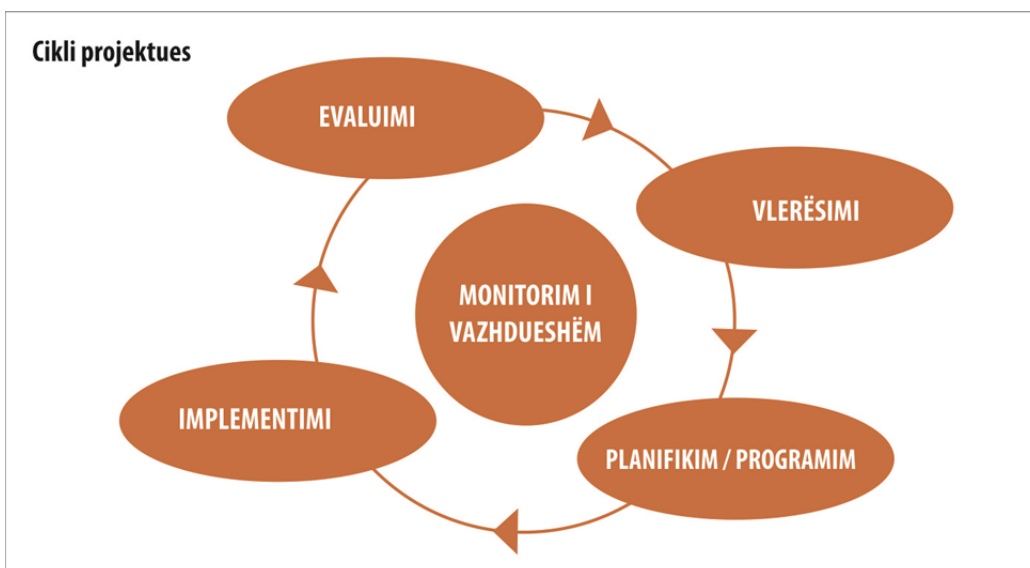 Cikli projektues
EVALUIMI
VLERËSIMI
MONITORIM I
VAZHDUESHËM
IMPLEMENTIMI
PLANIFIKIM / PROGRAMIM